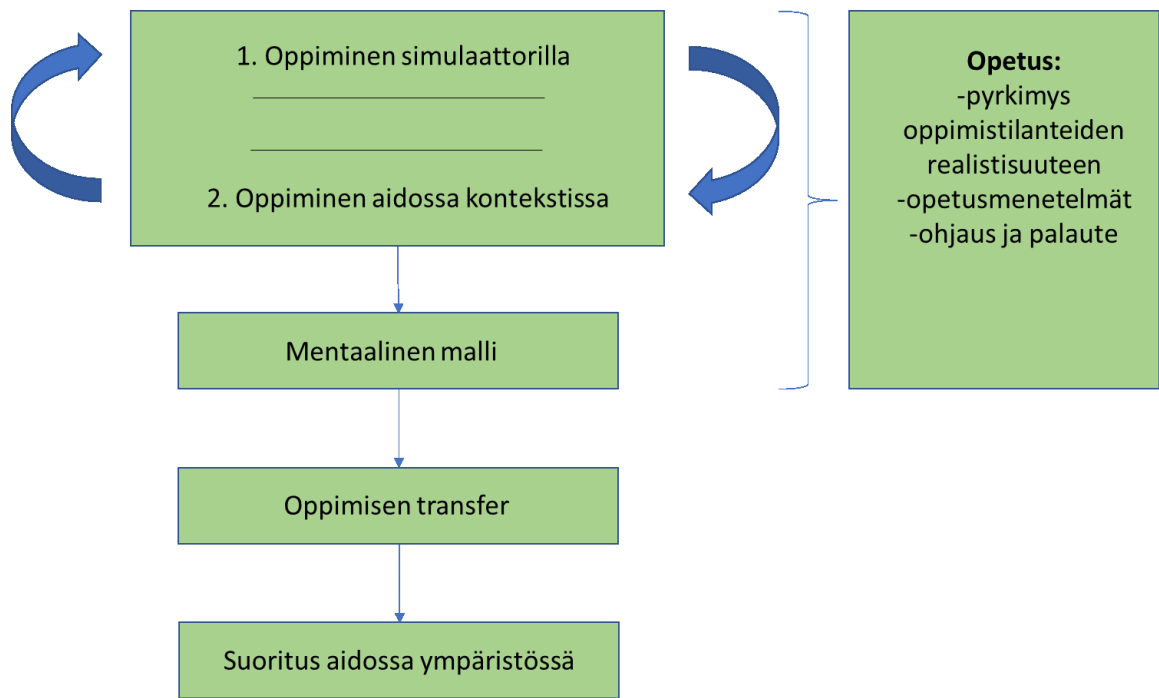 1. Oppiminen simulaattorilla
2. Oppiminen aidossa kontekstissa
Mentaalinen malli
Oppimisen transfer
Suoritus aidossa ympäristössä
Opetus:
-pyrkimys
oppimistilanteiden
realistisuuteen
-opetusmenetelmät
-ohjaus ja palaute